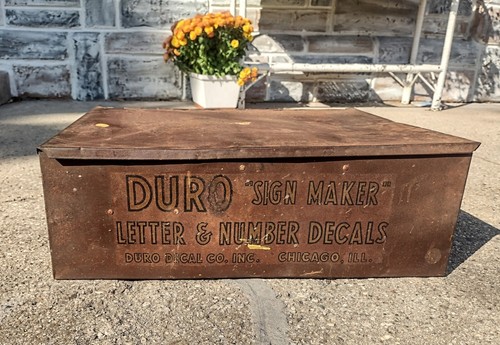 DURO "SIGN MAKER"
LETTER & NUMBER DECALS
DURO DECAL CO. INC. CHICAGO, ILL.